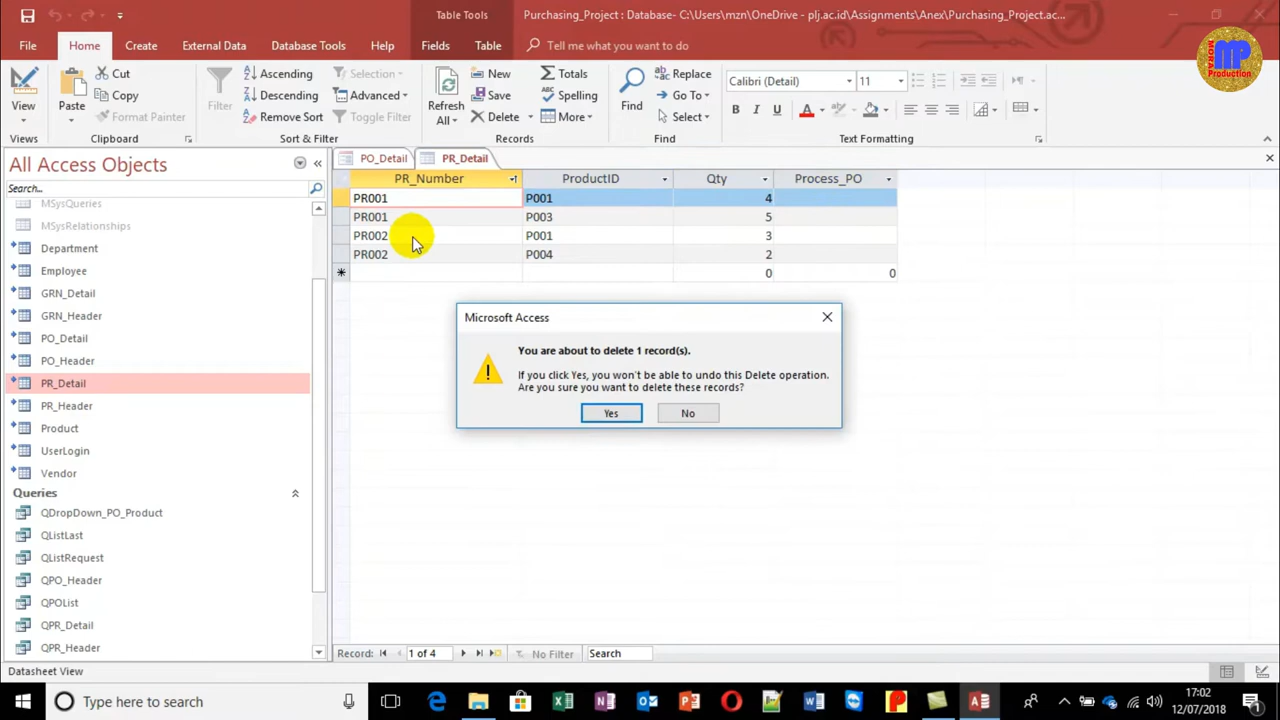 Table Tools
Purchasing_Project : Database- C:\Users\mzn\OneDrive - plj.ac.id\Assignments\Anex\Purchasing_Project.ac...
File
Home
Create
External Data
Database Tools
Help
Fields
Table
Tell me what you want to do
MORA
MP
Production
View
Views
Paste
Cut
Copy
Format Painter
Clipboard
Filter
Ascending
Descending
Remove Sort
Selection
Advanced
Toggle Filter
Sort & Filter
Refresh
All
New
Save
Delete
Totals
Spelling
More
Records
Find
Replace
Go To
Select
Find
Calibri (Detail)
11
B I U
Text Formatting
All Access Objects
Search...
MSysQueries
MSysRelationships
Department
Employee
GRN_Detail
GRN_Header
PO_Detail
PO_Header
PR_Detail
PR_Header
Product
UserLogin
Vendor
Queries
QDropDown_PO_Product
QListLast
QListRequest
QPO_Header
QPOList
QPR_Detail
QPR_Header
PO_Detail
PR_Detail
PR_Number ProductID Qty Process_PO
PR001 P001 4
PR001 P003 5
PR002 P001 3
PR002 P004 2
0 0
Microsoft Access
You are about to delete 1 record(s).
If you click Yes, you won't be able to undo this Delete operation.
Are you sure you want to delete these records?
Yes
No
Record: 1 of 4 No Filter Search
Datasheet View
Type here to search
17:02
12/07/2018